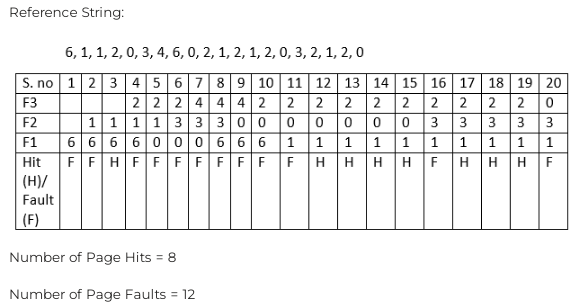 Reference String:
6, 1, 1, 2, 0, 3, 4, 6, 0, 2, 1, 2, 1, 2, 0, 3, 2, 1, 2, 0
S. no 1 2 3 4 5 6 7 8 9 10 11 12 13 14 15 16 17 18 19 20
F3 2 2 2 4 4 4 2 2 2 2 2 2 2 2 2 2 0
F2 1 1 1 1 3 3 3 0 0 0 0 0 0 0 3 3 3 3 3
F1 6 6 6 6 0 0 0 6 6 6 1 1 1 1 1 1 1 1 1 1
Hit F F H F F F F F F F F H H H H F H H H F
(H)/
Fault
(F)
Number of Page Hits = 8
Number of Page Faults = 12